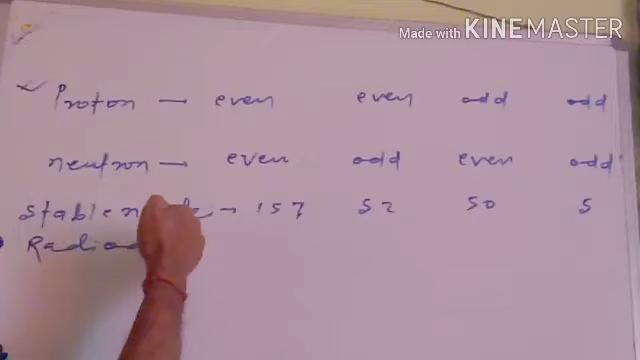 Made with KINEMASTER
Proton → even even odd odd
neutron → even odd even odd
Stable → 157 52 50 5